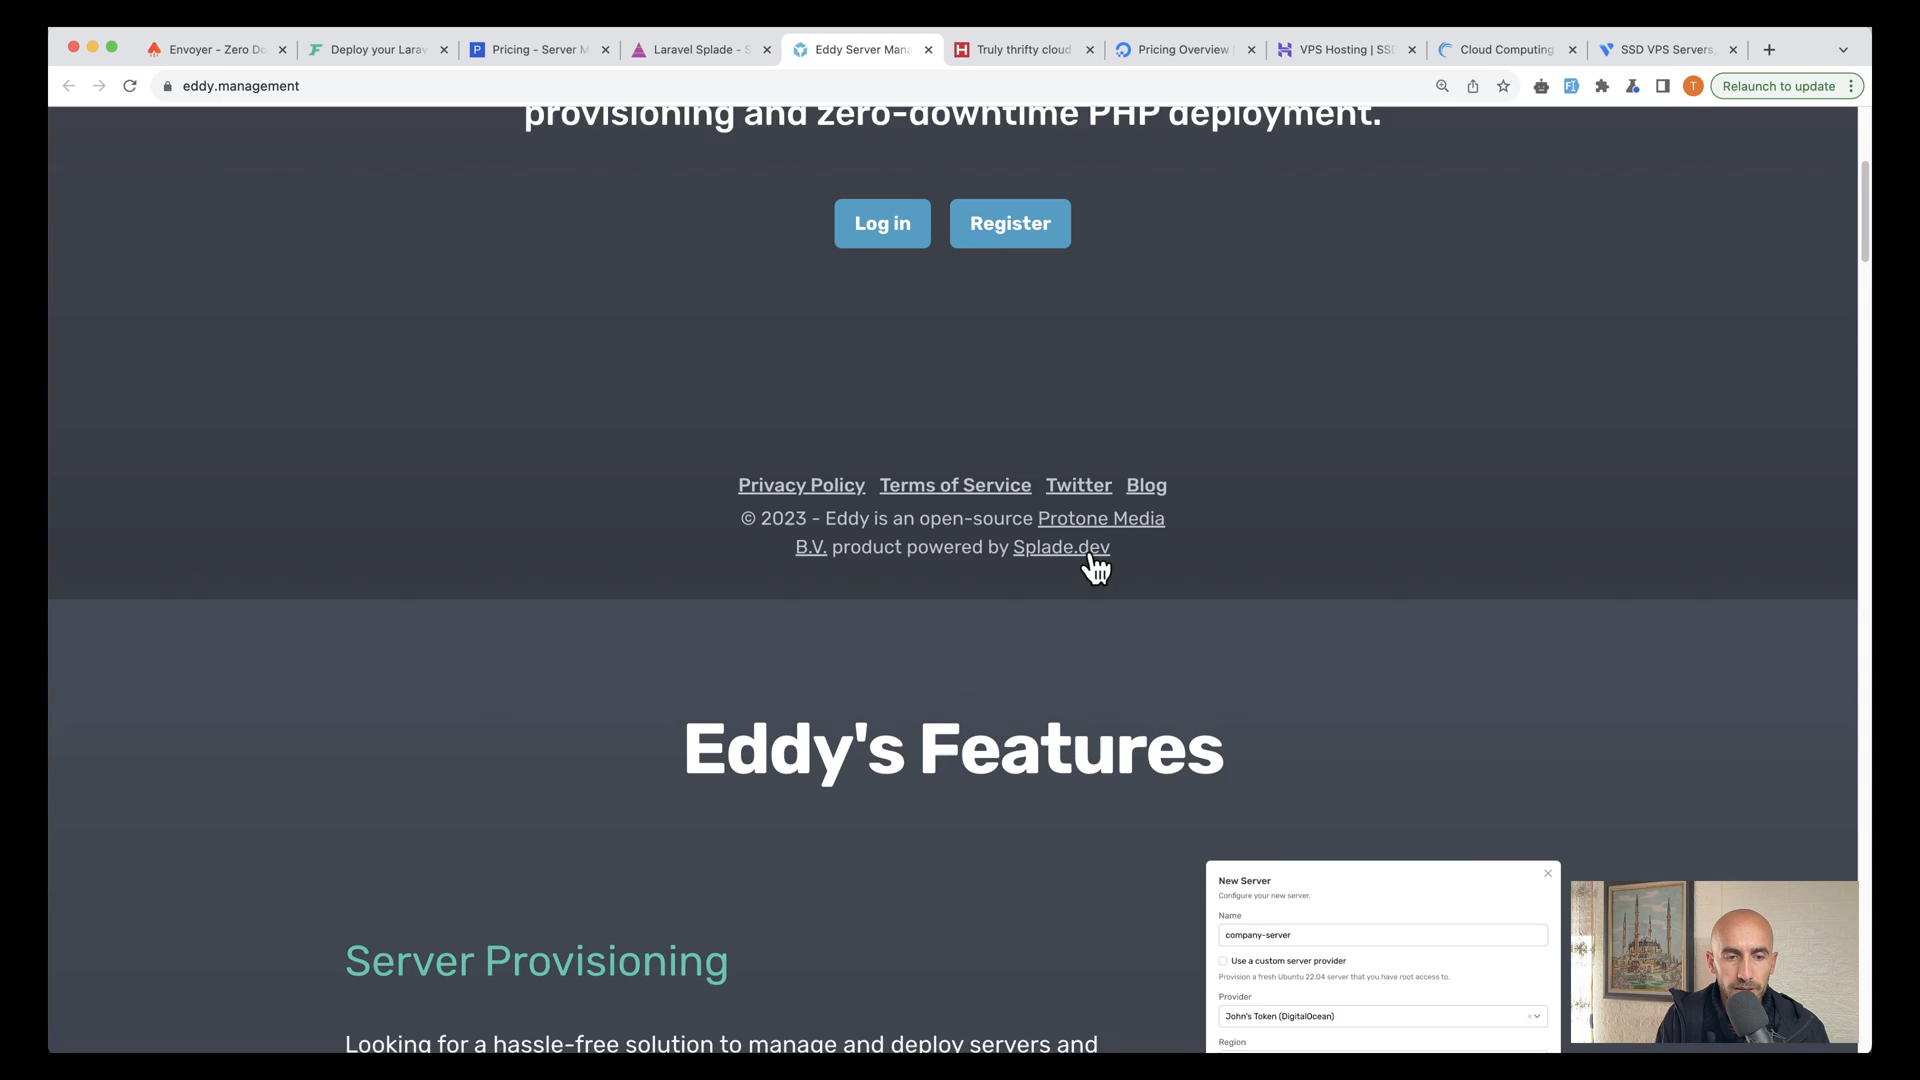 Envoyer - Zero Do
Deploy your Larav
Pricing - Server M
Laravel Splade - S
Eddy Server Mana
Truly thrifty cloud
Pricing Overview
VPS Hosting | SSD
Cloud Computing
SSD VPS Servers,
eddy.management
T
Relaunch to update
provisioning and zero-downtime PHP deployment.
Log in
Register
Privacy Policy Terms of Service Twitter Blog
© 2023 - Eddy is an open-source Protone Media
B.V. product powered by Splade.dev
Eddy's Features
Server Provisioning
Looking for a hassle-free solution to manage and deploy servers and
New Server
Configure your new server.
Name
company-server
Use a custom server provider
Provision a fresh Ubuntu 22.04 server that you have root access to.
Provider
John's Token (DigitalOcean)
Region